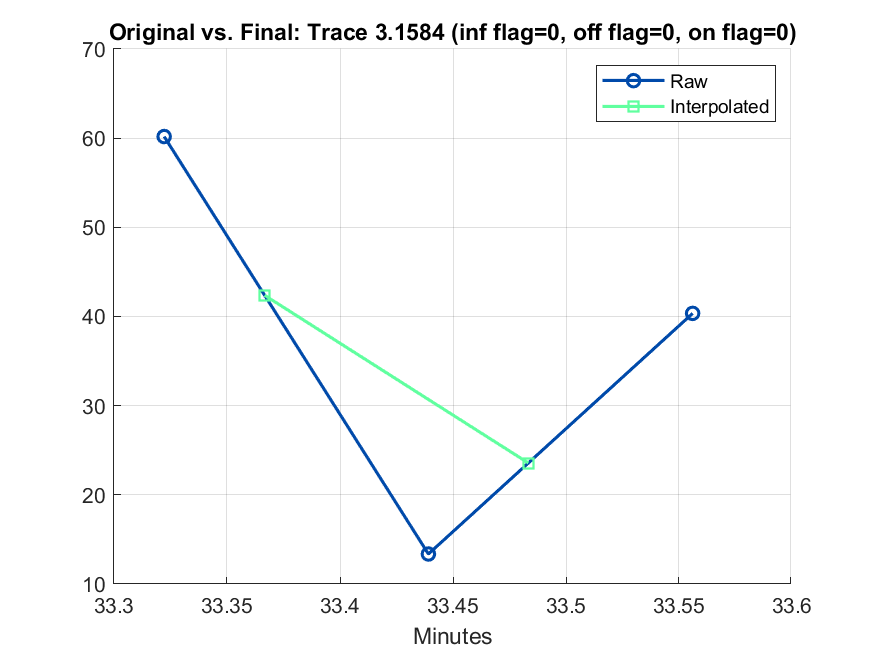 Original vs. Final: Trace 3.1584 (inf flag=0, off flag=0, on flag=0)
70
60
50
40
30
20
10
Raw
Interpolated
33.3 33.35 33.4 33.45 33.5 33.55 33.6
Minutes